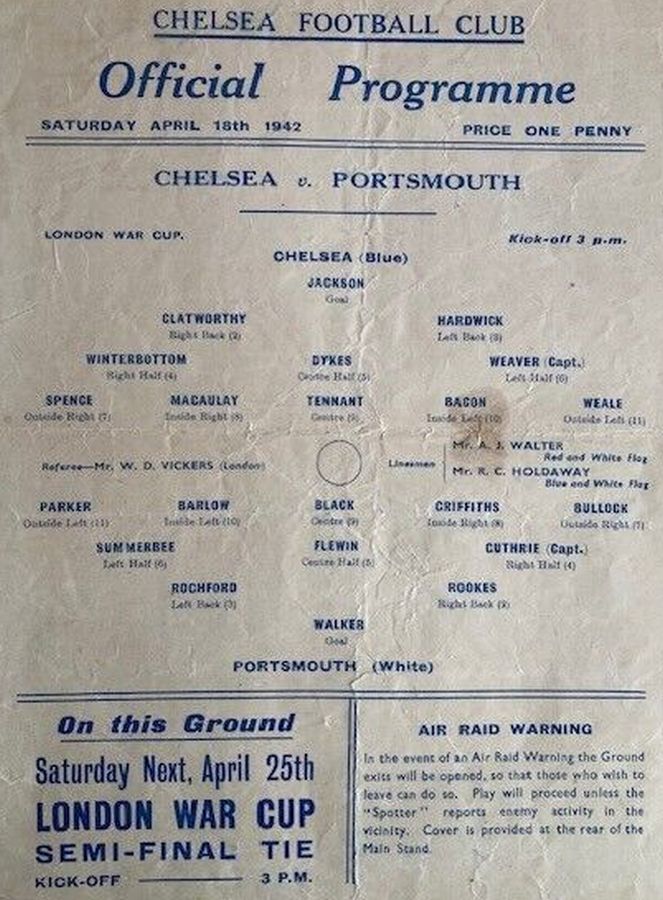 CHELSEA FOOTBALL CLUB
Official Programme
SATURDAY APRIL 18th 1942 PRICE ONE PENNY
CHELSEA v. PORTSMOUTH
LONDON WAR CUP. Kick-off 3 p.m.
CHELSEA (Blue)
JACKSON
Goal
CLATWORTHY HARDWICK
Right Back (2) Left Back (3)
WINTERBOTTOM DYKES WEAVER (Capt.)
Right Half (4) Centre Half (5) Left Half (6)
SPENCE MACAULAY TENNANT BACON WEALE
Outside Right (7) Inside Right (8) Centre (9) Inside Left (10) Outside Left (11)
Mr. A. J. WALTER
Red and White Flag
Referee—Mr. W. D. VICKERS (London) Linesmen
Mr. R. C. HOLDAWAY
Blue and White Flag
PARKER BARLOW BLACK GRIFFITHS BULLOCK
Outside Left (11) Inside Left (10) Centre (9) Inside Right (8) Outside Right (7)
SUMMERBEE FLEWIN GUTHRIE (Capt.)
Left Half (6) Centre Half (5) Right Half (4)
ROCHFORD ROOKES
Left Back (3) Right Back (2)
WALKER
Goal
PORTSMOUTH (White)
On this Ground
Saturday Next, April 25th
LONDON WAR CUP
SEMI-FINAL TIE
KICK-OFF 3 P.M.
AIR RAID WARNING
In the event of an Air Raid Warning the Ground
exits will be opened, so that those who wish to
leave can do so. Play will proceed unless the
"Spotter" reports enemy activity in the
vicinity. Cover is provided at the rear of the
Main Stand.